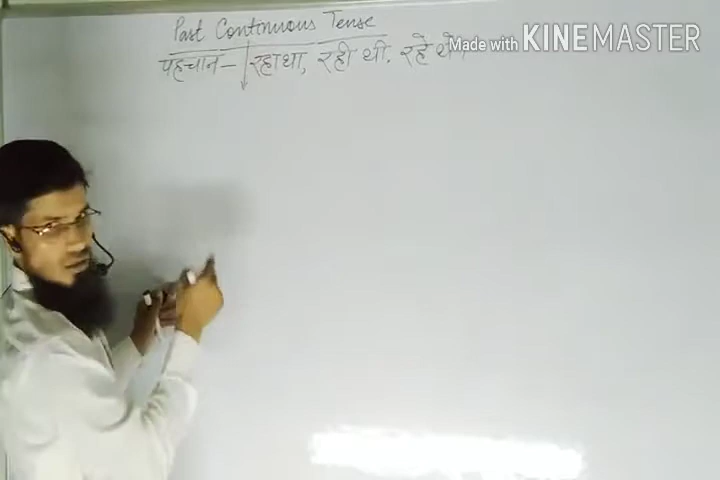 Past Continuous Tense
पहचान – रहा था, रही थी. रहे थे।
Made with KINEMASTER